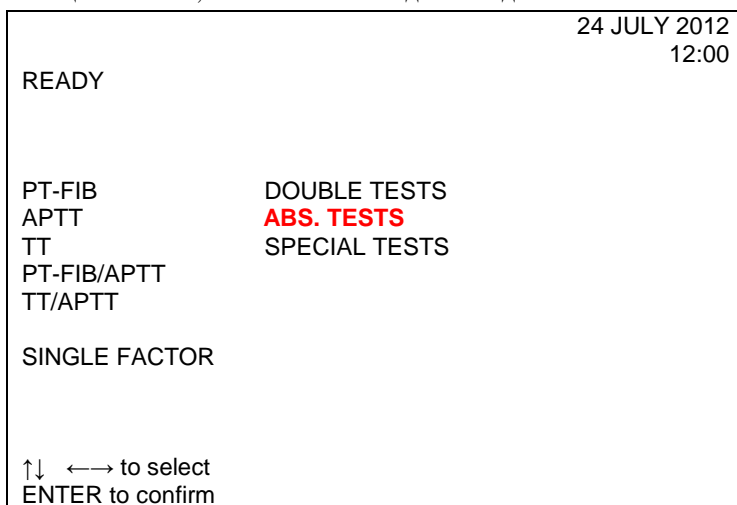 24 JULY 2012
12:00
READY
PT-FIB DOUBLE TESTS
APTT ABS. TESTS
TT SPECIAL TESTS
PT-FIB/APTT
TT/APTT
SINGLE FACTOR
↑↓ ←→ to select
ENTER to confirm